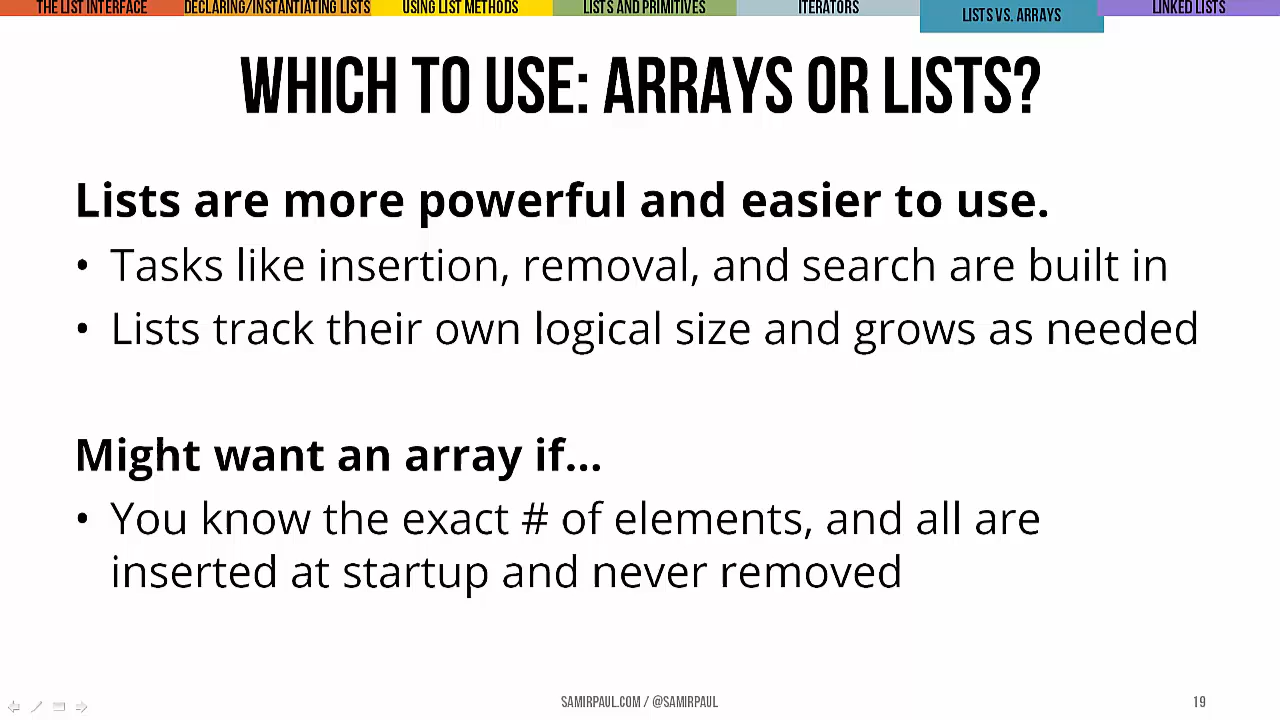 THE LIST INTERFACE
DECLARING/INSTANTIATING LISTS
USING LIST METHODS
LISTS AND PRIMITIVES
ITERATORS
LISTS VS. ARRAYS
LINKED LISTS
WHICH TO USE: ARRAYS OR LISTS?
Lists are more powerful and easier to use.
• Tasks like insertion, removal, and search are built in
• Lists track their own logical size and grows as needed
Might want an array if...
• You know the exact # of elements, and all are
inserted at startup and never removed
SAMIRPAUL.COM / @SAMIRPAUL
19